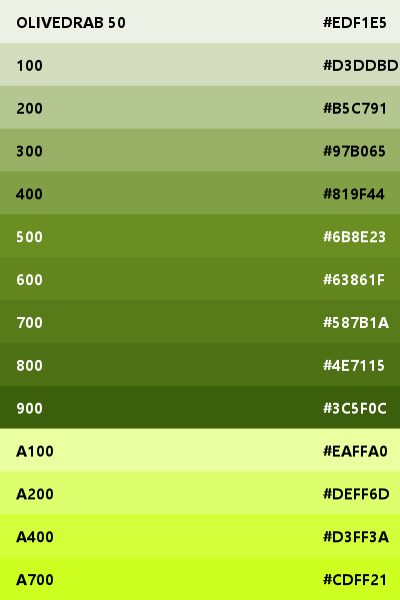 OLIVEDRAB 50 #EDF1E5
100 #D3DDBD
200 #B5C791
300 #97B065
400 #819F44
500 #6B8E23
600 #63861F
700 #587B1A
800 #4E7115
900 #3C5F0C
A100 #EAFFA0
A200 #DEFF6D
A400 #D3FF3A
A700 #CDFF21